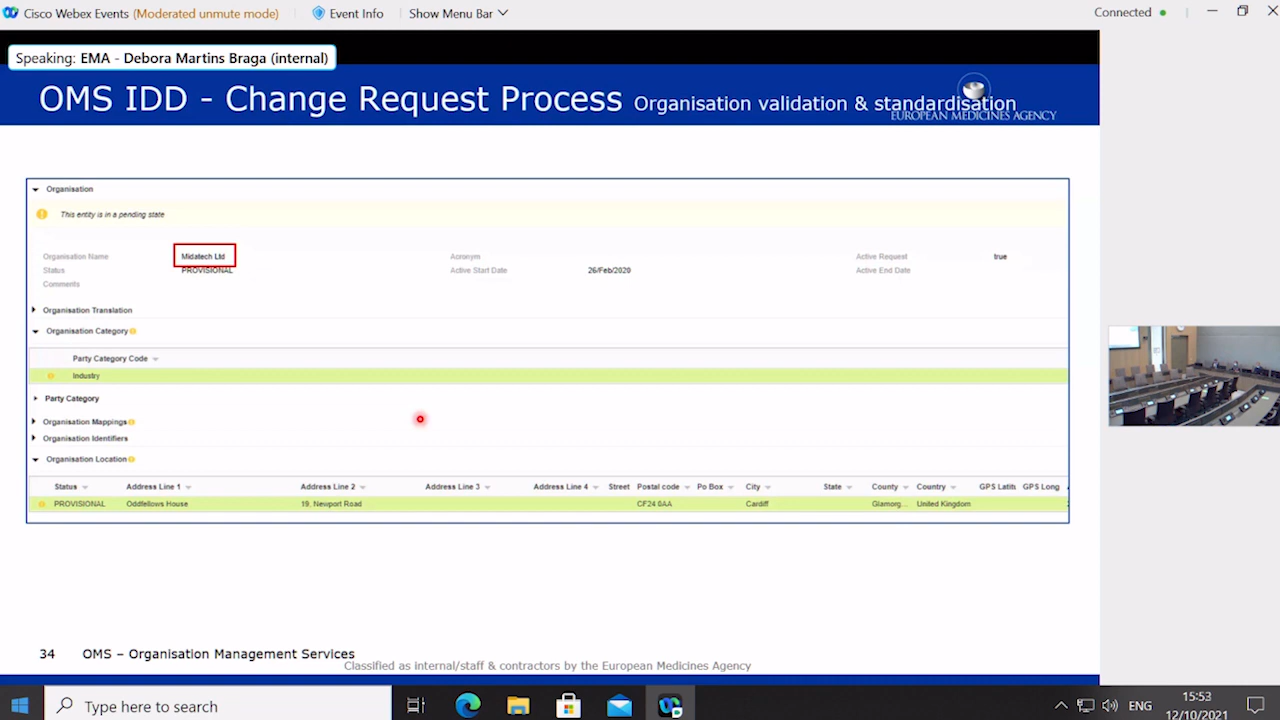 Cisco Webex Events (Moderated unmute mode) Event Info Show Menu Bar Connected
Speaking: EMA - Debora Martins Braga (internal)
OMS IDD - Change Request Process Organisation validation & standardisation
EUROPEAN MEDICINES AGENCY
Organisation
This entity is in a pending state
Organisation Name Midatech Ltd Acronym Active Request true
Status PROVISIONAL Active Start Date 26/Feb/2020 Active End Date
Comments
Organisation Translation
Organisation Category
Party Category Code
Industry
Party Category
Organisation Mappings
Organisation Identifiers
Organisation Location
Status Address Line 1 Address Line 2 Address Line 3 Address Line 4 Street Postal code Po Box City State County Country GPS Latit GPS Long
PROVISIONAL Oddfellows House 19, Newport Road CF24 0AA Cardiff Glamorg... United Kingdom
34 OMS – Organisation Management Services
Classified as internal/staff & contractors by the European Medicines Agency
Type here to search
ENG
15:53
12/10/2021